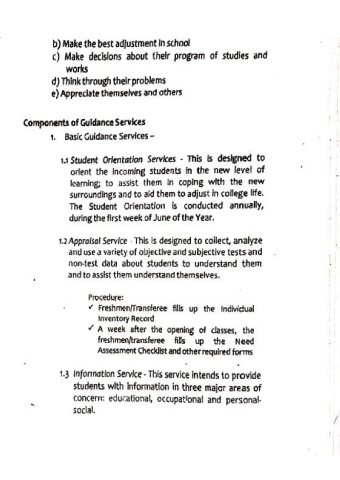 b) Make the best adjustment in school
c) Make decisions about their program of studies and
works
d) Think through their problems
e) Appreciate themselves and others
Components of Guidance Services
1. Basic Guidance Services –
1.1 Student Orientation Services - This is designed to
orient the incoming students in the new level of
learning; to assist them in coping with the new
surroundings and to aid them to adjust in college life.
The Student Orientation is conducted annually,
during the first week of June of the Year.
1.2 Appraisal Service - This is designed to collect, analyze
and use a variety of objective and subjective tests and
non-test data about students to understand them
and to assist them understand themselves.
Procedure:
✓ Freshmen/Transferee fills up the Individual
Inventory Record
✓ A week after the opening of classes, the
freshmen/transferee fills up the Need
Assessment Checklist and other required forms
1.3 Information Service - This service intends to provide
students with information in three major areas of
concern: educational, occupational and personal-
social.